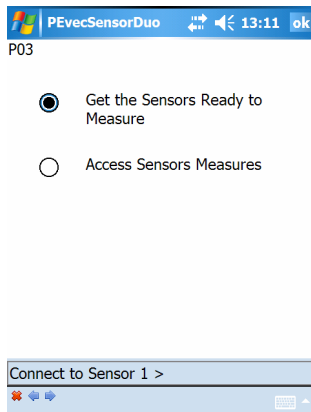 PEvecSensorDuo 13:11 ok
P03
Get the Sensors Ready to
Measure
Access Sensors Measures
Connect to Sensor 1 >